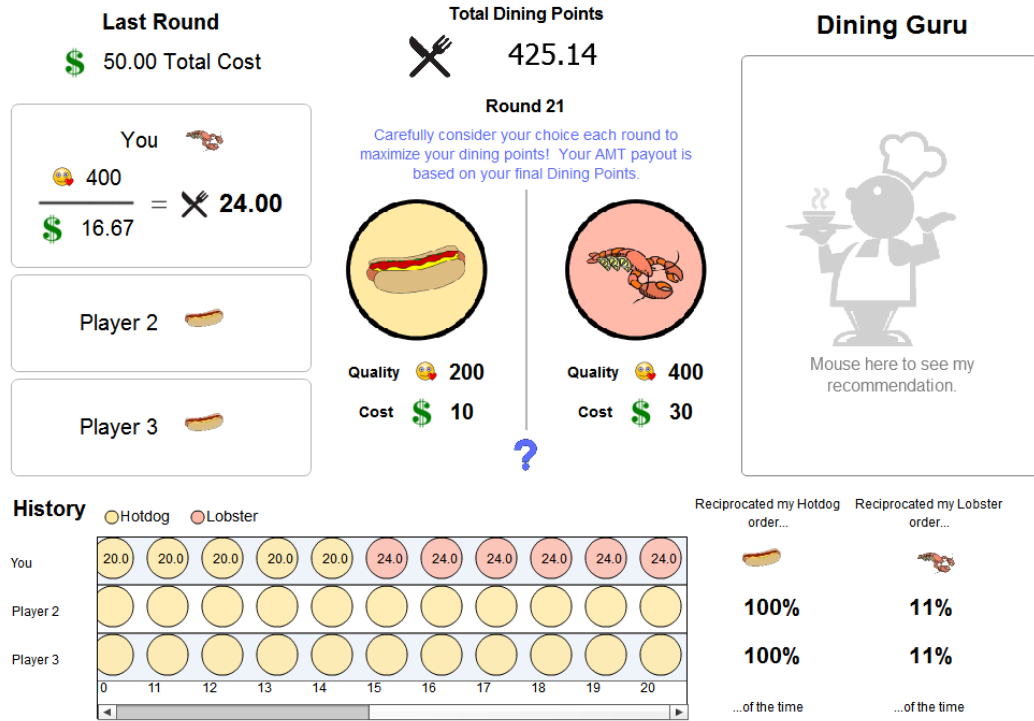 Last Round
$ 50.00 Total Cost
You
400
$ 16.67
= 24.00
Player 2
Player 3
Total Dining Points
425.14
Round 21
Carefully consider your choice each round to
maximize your dining points! Your AMT payout is
based on your final Dining Points.
Quality 200
Cost $ 10
Quality 400
Cost $ 30
?
Dining Guru
Mouse here to see my
recommendation.
History
Hotdog Lobster
You 20.0 20.0 20.0 20.0 20.0 24.0 24.0 24.0 24.0 24.0 24.0
Player 2
Player 3
0 11 12 13 14 15 16 17 18 19 20
Reciprocated my Hotdog
order...
Reciprocated my Lobster
order...
100% 11%
100% 11%
...of the time ...of the time